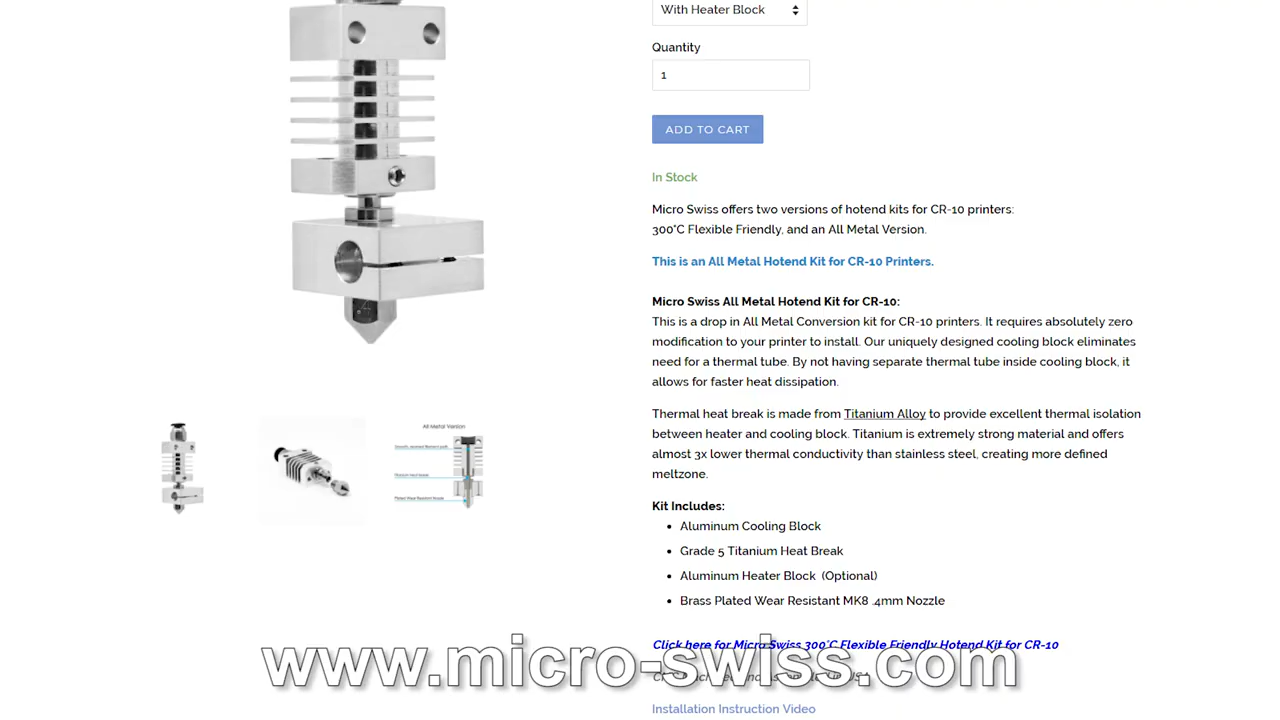 With Heater Block
Quantity
1
ADD TO CART
In Stock
Micro Swiss offers two versions of hotend kits for CR-10 printers:
300°C Flexible Friendly, and an All Metal Version.
This is an All Metal Hotend Kit for CR-10 Printers.
Micro Swiss All Metal Hotend Kit for CR-10:
This is a drop in All Metal Conversion kit for CR-10 printers. It requires absolutely zero
modification to your printer to install. Our uniquely designed cooling block eliminates
need for a thermal tube. By not having separate thermal tube inside cooling block, it
allows for faster heat dissipation.
Thermal heat break is made from Titanium Alloy to provide excellent thermal isolation
between heater and cooling block. Titanium is extremely strong material and offers
almost 3x lower thermal conductivity than stainless steel, creating more defined
meltzone.
Kit Includes:
Aluminum Cooling Block
Grade 5 Titanium Heat Break
Aluminum Heater Block (Optional)
Brass Plated Wear Resistant MK8 .4mm Nozzle
Click here for Micro Swiss 300°C Flexible Friendly Hotend Kit for CR-10
www.micro-swiss.com
Installation Instruction Video
All Metal Version